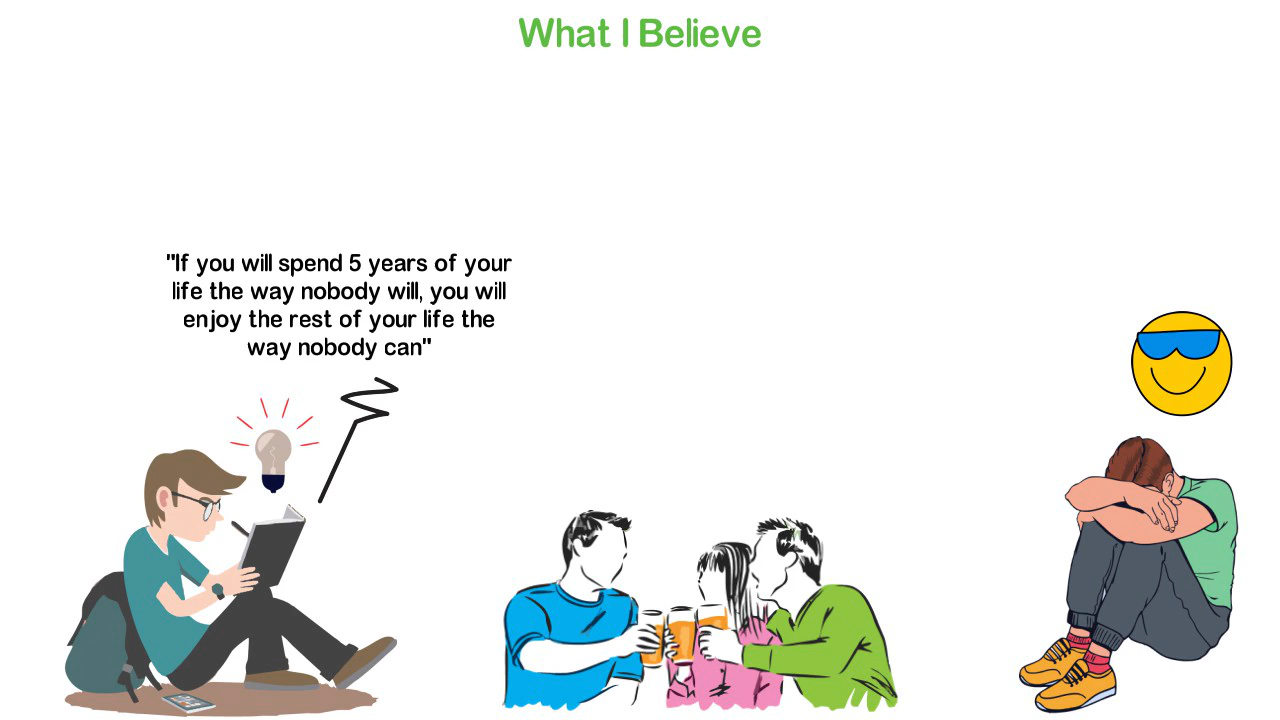 What I Believe
"If you will spend 5 years of your
life the way nobody will, you will
enjoy the rest of your life the
way nobody can"